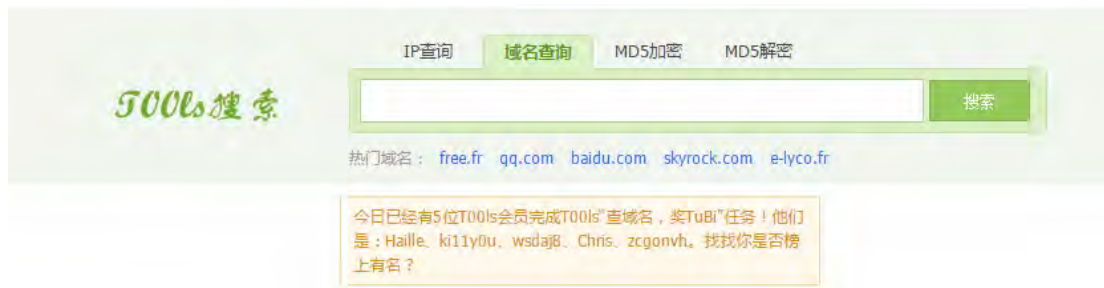 IP查询 域名查询 MD5加密 MD5解密
T00ls搜索
搜索
热门域名： free.fr qq.com baidu.com skyrock.com e-lyco.fr
今日已经有5位T00ls会员完成T00ls"查域名，奖TuBi"任务！他们
是：Haille、ki11y0u、wsdaj8、Chris、zcgonvh。找找你是否榜
上有名？